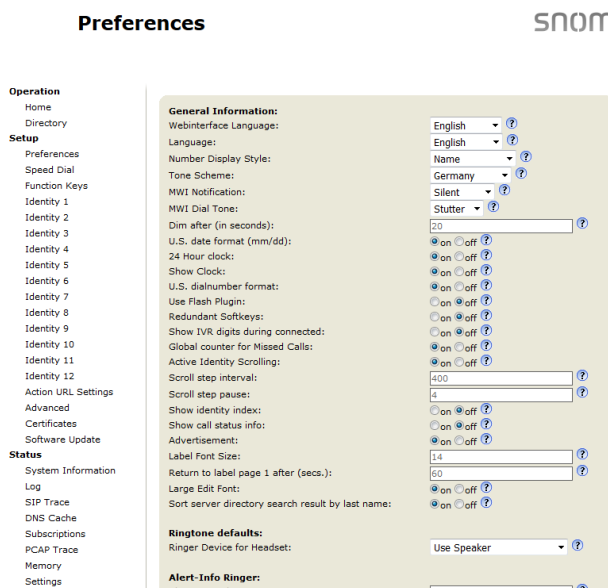 Preferences
snom
Operation
Home
Directory
Setup
Preferences
Speed Dial
Function Keys
Identity 1
Identity 2
Identity 3
Identity 4
Identity 5
Identity 6
Identity 7
Identity 8
Identity 9
Identity 10
Identity 11
Identity 12
Action URL Settings
Advanced
Certificates
Software Update
Status
System Information
Log
SIP Trace
DNS Cache
Subscriptions
PCAP Trace
Memory
Settings
General Information:
Webinterface Language: English ?
Language: English ?
Number Display Style: Name ?
Tone Scheme: Germany ?
MWI Notification: Silent ?
MWI Dial Tone: Stutter ?
Dim after (in seconds): 20 ?
U.S. date format (mm/dd): on off ?
24 Hour clock: on off ?
Show Clock: on off ?
U.S. dialnumber format: on off ?
Use Flash Plugin: on off ?
Redundant Softkeys: on off ?
Show IVR digits during connected: on off ?
Global counter for Missed Calls: on off ?
Active Identity Scrolling: on off ?
Scroll step interval: 400 ?
Scroll step pause: 4 ?
Show identity index: on off ?
Show call status info: on off ?
Advertisement: on off ?
Label Font Size: 14 ?
Return to label page 1 after (secs.): 60 ?
Large Edit Font: on off ?
Sort server directory search result by last name: on off ?
Ringtone defaults:
Ringer Device for Headset: Use Speaker ?
Alert-Info Ringer: